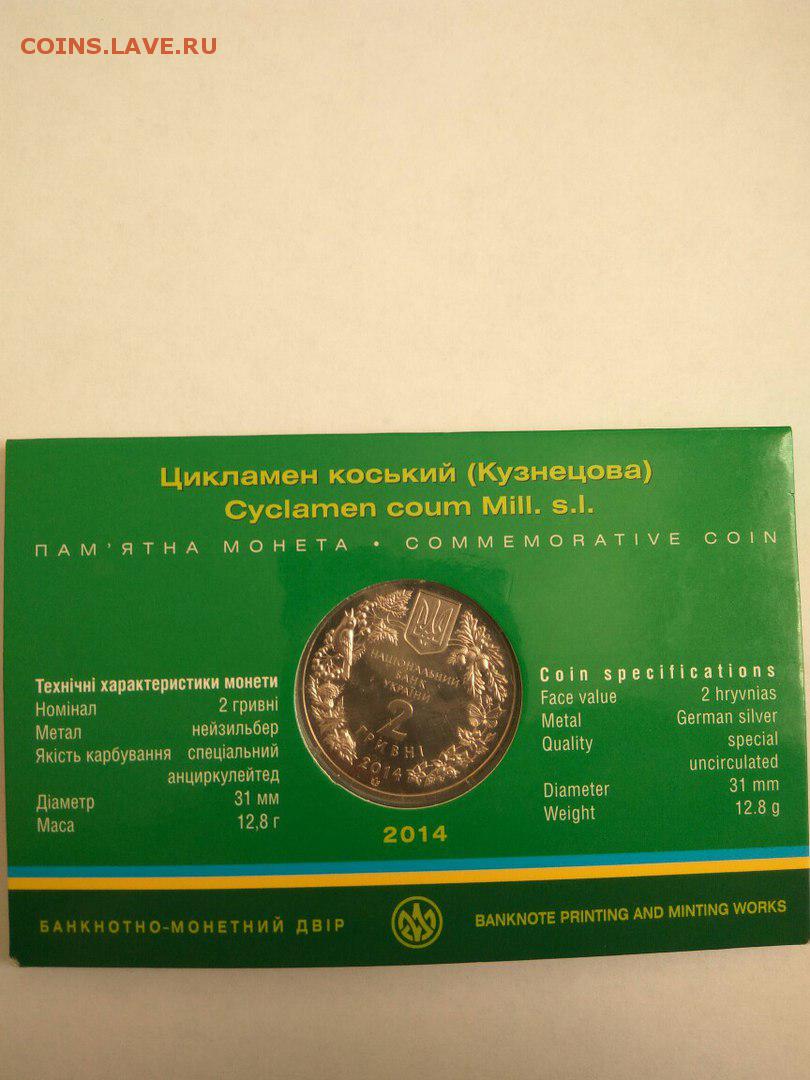 COINS.LAVE.RU
Цикламен коський (Кузнецова)
Cyclamen coum Mill. s.l.
ПАМ'ЯТНА МОНЕТА • COMMEMORATIVE COIN
Технічні характеристики монети
Номінал 2 гривні
Метал нейзильбер
Якість карбування спеціальний
анциркулейтед
Діаметр 31 мм
Маса 12,8 г
НАЦІОНАЛЬНИЙ
БАНК
УКРАЇНИ
2
ГРИВНІ
2014
Coin specifications
Face value 2 hryvnias
Metal German silver
Quality special
uncirculated
Diameter 31 mm
Weight 12.8 g
2014
БАНКНОТНО-МОНЕТНИЙ ДВІР
BANKNOTE PRINTING AND MINTING WORKS